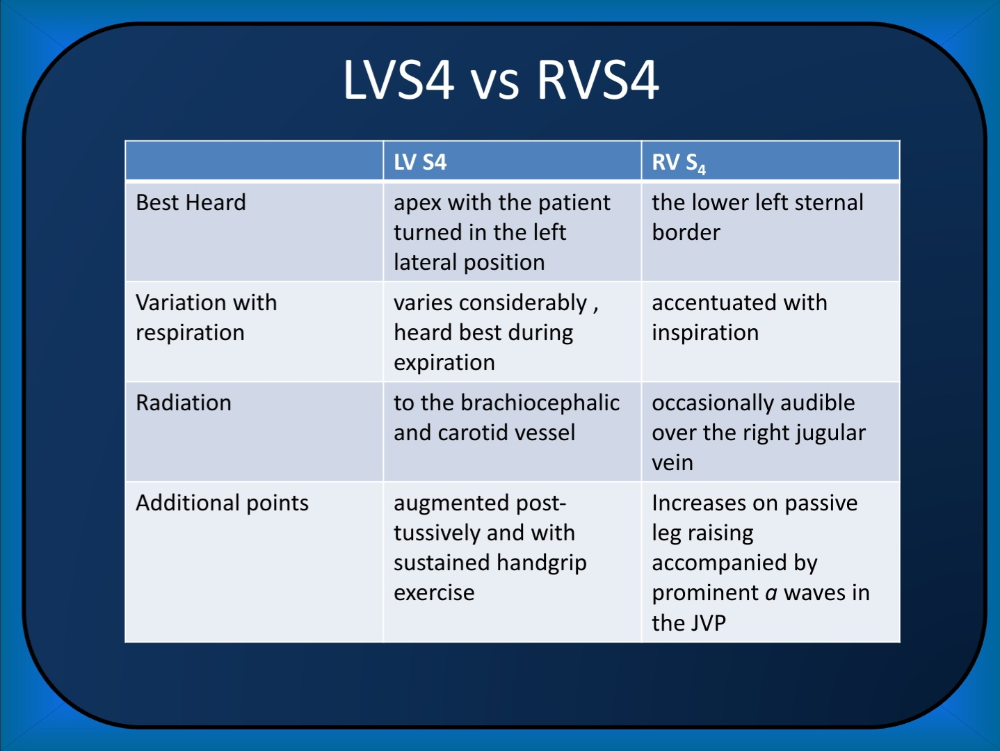 LVS4 vs RVS4
LV S4
RV S₄
Best Heard
apex with the patient
turned in the left
lateral position
the lower left sternal
border
Variation with
respiration
varies considerably ,
heard best during
expiration
accentuated with
inspiration
Radiation
to the brachiocephalic
and carotid vessel
occasionally audible
over the right jugular
vein
Additional points
augmented post-
tussively and with
sustained handgrip
exercise
Increases on passive
leg raising
accompanied by
prominent a waves in
the JVP